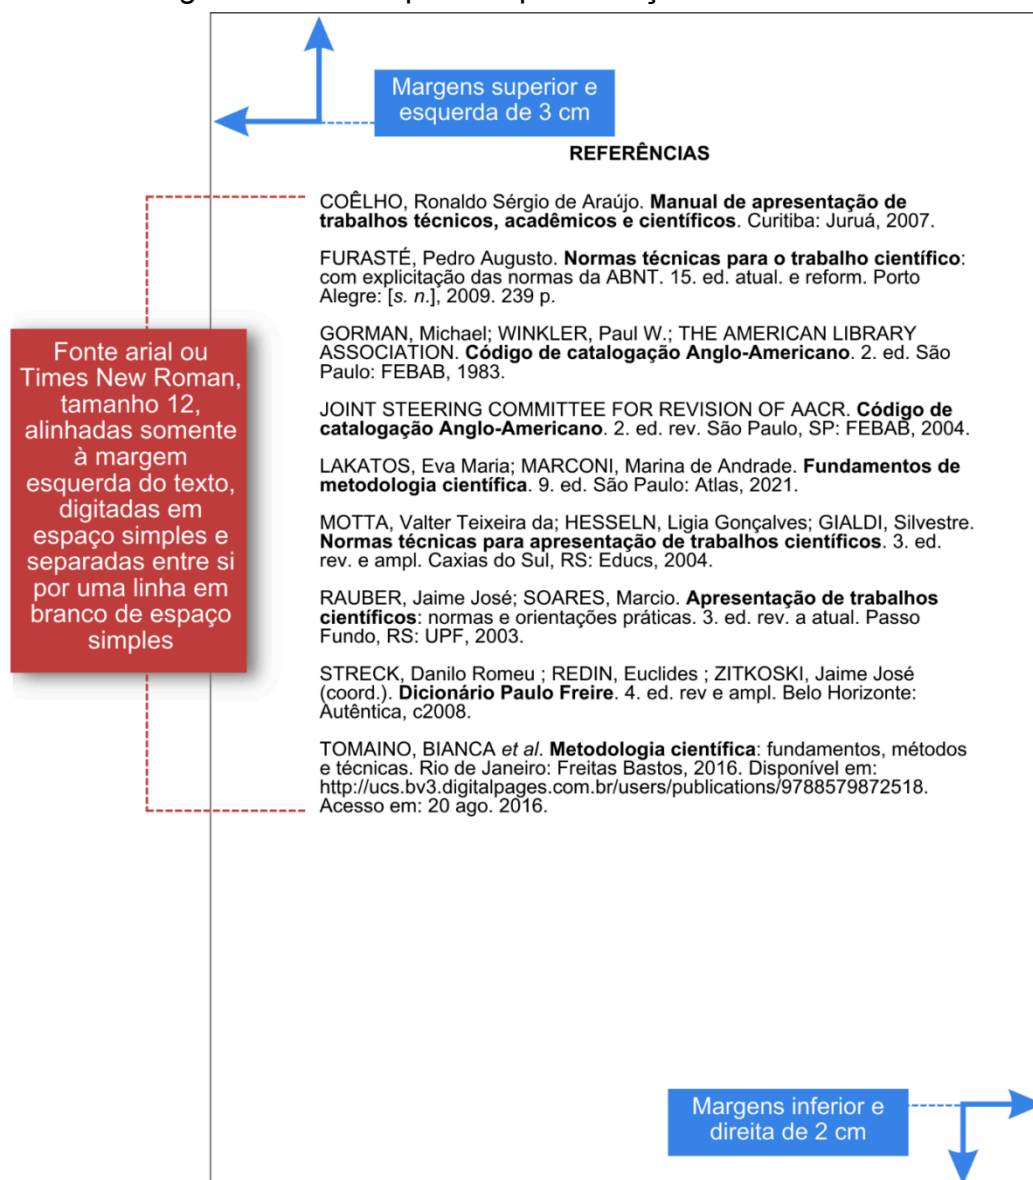 Margens superior e
esquerda de 3 cm
REFERÊNCIAS
COÊLHO, Ronaldo Sérgio de Araújo. Manual de apresentação de
trabalhos técnicos, acadêmicos e científicos. Curitiba: Juruá, 2007.
FURASTÉ, Pedro Augusto. Normas técnicas para o trabalho científico:
com explicitação das normas da ABNT. 15. ed. atual. e reform. Porto
Alegre: [s. n.], 2009. 239 p.
GORMAN, Michael; WINKLER, Paul W.; THE AMERICAN LIBRARY
ASSOCIATION. Código de catalogação Anglo-Americano. 2. ed. São
Paulo: FEBAB, 1983.
JOINT STEERING COMMITTEE FOR REVISION OF AACR. Código de
catalogação Anglo-Americano. 2. ed. rev. São Paulo, SP: FEBAB, 2004.
LAKATOS, Eva Maria; MARCONI, Marina de Andrade. Fundamentos de
metodologia científica. 9. ed. São Paulo: Atlas, 2021.
MOTTA, Valter Teixeira da; HESSELN, Ligia Gonçalves; GIALDI, Silvestre.
Normas técnicas para apresentação de trabalhos científicos. 3. ed.
rev. e ampl. Caxias do Sul, RS: Educs, 2004.
RAUBER, Jaime José; SOARES, Marcio. Apresentação de trabalhos
científicos: normas e orientações práticas. 3. ed. rev. a atual. Passo
Fundo, RS: UPF, 2003.
STRECK, Danilo Romeu ; REDIN, Euclides ; ZITKOSKI, Jaime José
(coord.). Dicionário Paulo Freire. 4. ed. rev e ampl. Belo Horizonte:
Autêntica, c2008.
TOMAINO, BIANCA et al. Metodologia científica: fundamentos, métodos
e técnicas. Rio de Janeiro: Freitas Bastos, 2016. Disponível em:
http://ucs.bv3.digitalpages.com.br/users/publications/9788579872518.
Acesso em: 20 ago. 2016.
Fonte arial ou
Times New Roman,
tamanho 12,
alinhadas somente
à margem
esquerda do texto,
digitadas em
espaço simples e
separadas entre si
por uma linha em
branco de espaço
simples
Margens inferior e
direita de 2 cm